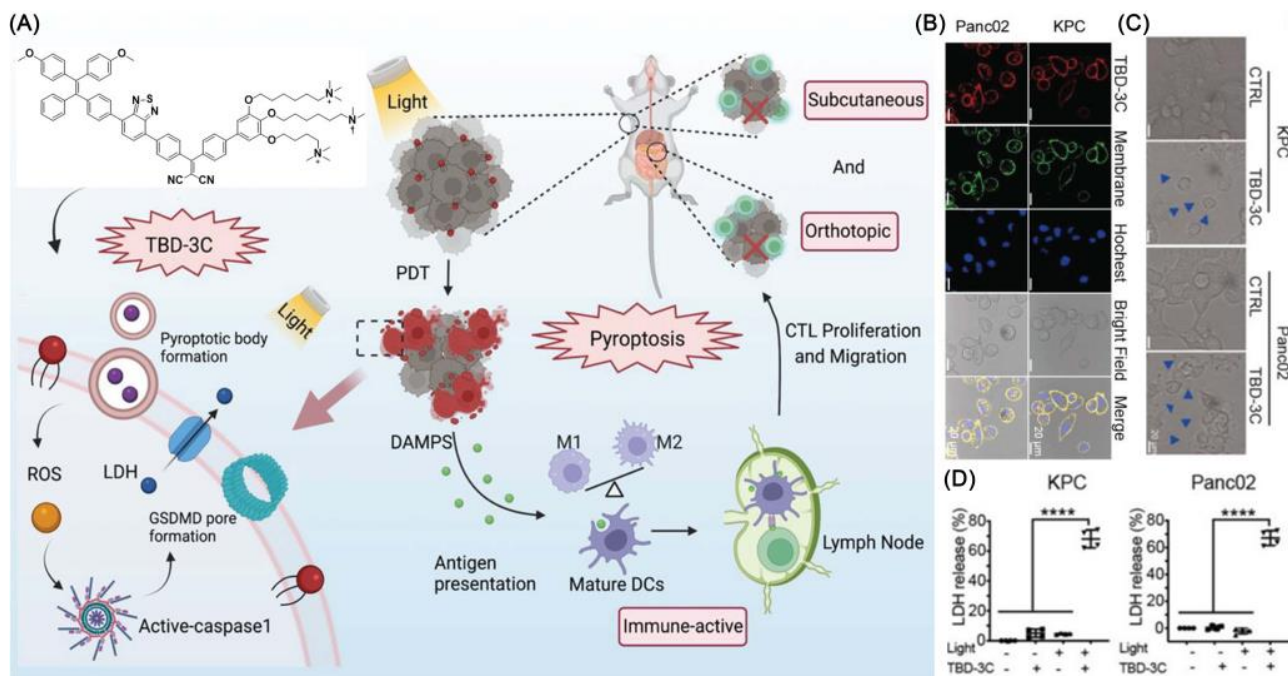 (A)
O
O
N
S
N
O
O
O
N
+
N
+
N
+
NC CN
TBD-3C
Light
Light
Pyroptotic body
formation
ROS
LDH
GSDMD pore
formation
Active-caspase1
PDT
DAMPS
Antigen
presentation
M1
M2
Mature DCs
Immune-active
Pyroptosis
Lymph Node
CTL Proliferation
and Migration
Subcutaneous
And
Orthotopic
(B)
Panc02 KPC
TBD-3C
Membrane
Hochest
Bright Field
Merge
20 μm
20 μm
(C)
CTRL
TBD-3C
KPC
CTRL
TBD-3C
Panc02
20 μm
(D)
KPC
****
LDH release (%)
80
60
40
20
0
Light - - + +
TBD-3C - + - +
Panc02
****
LDH release (%)
80
60
40
20
0
Light - - + +
TBD-3C - + - +